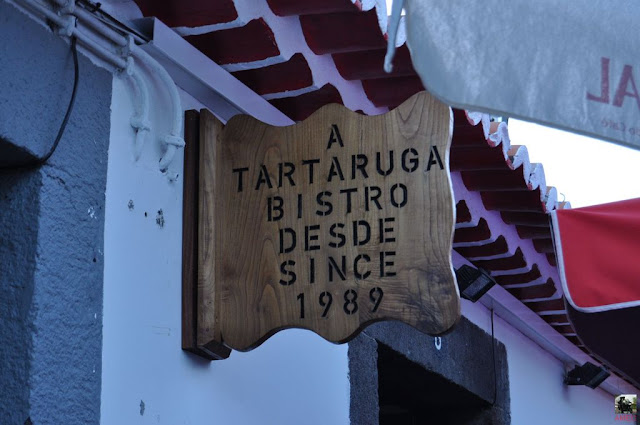 A
TARTARUGA
BISTRO
DESDE
SINCE
1989